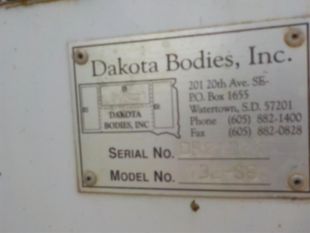 Dakota Bodies, Inc.
201 20th Ave. SE
P.O. Box 1655
Watertown, S.D. 57201
Phone (605) 882-1400
Fax (605) 882-0828
DAKOTA
BODIES, INC
SERIAL NO.
MODEL NO.